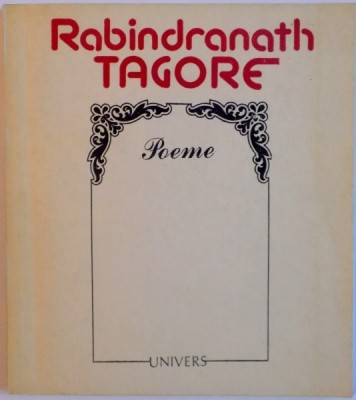 Rabindranath
TAGORE
Poeme
UNIVERS